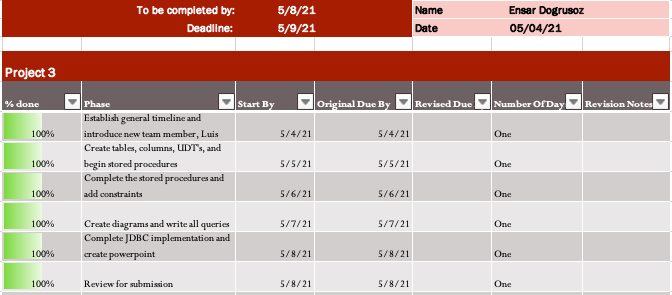 To be completed by: 5/8/21 Name Ensar Dogrusoz
Deadline: 5/9/21 Date 05/04/21
Project 3
% done Phase Start By Original Due By Revised Due Number Of Day Revision Notes
Establish general timeline and
100% introduce new team member, Luis 5/4/21 5/4/21 One
Create tables, columns, UDT's, and
100% begin stored procedures 5/5/21 5/5/21 One
Complete the stored procedures and
100% add constraints 5/6/21 5/6/21 One
100% Create diagrams and write all queries 5/7/21 5/7/21 One
Complete JDBC implementation and
100% create powerpoint 5/8/21 5/8/21 One
100% Review for submission 5/8/21 5/8/21 One